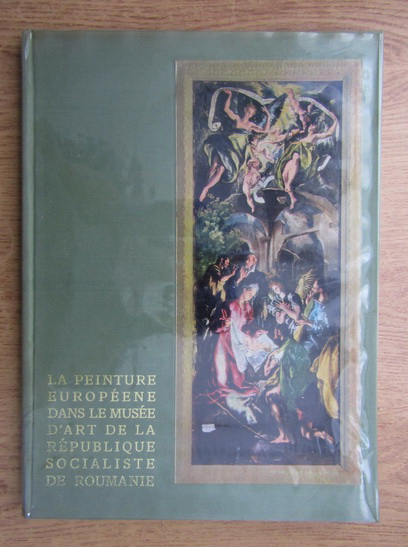 LA PEINTURE
EUROPÉENE
DANS LE MUSÉE
D'ART DE LA
RÉPUBLIQUE
SOCIALISTE
DE ROUMANIE